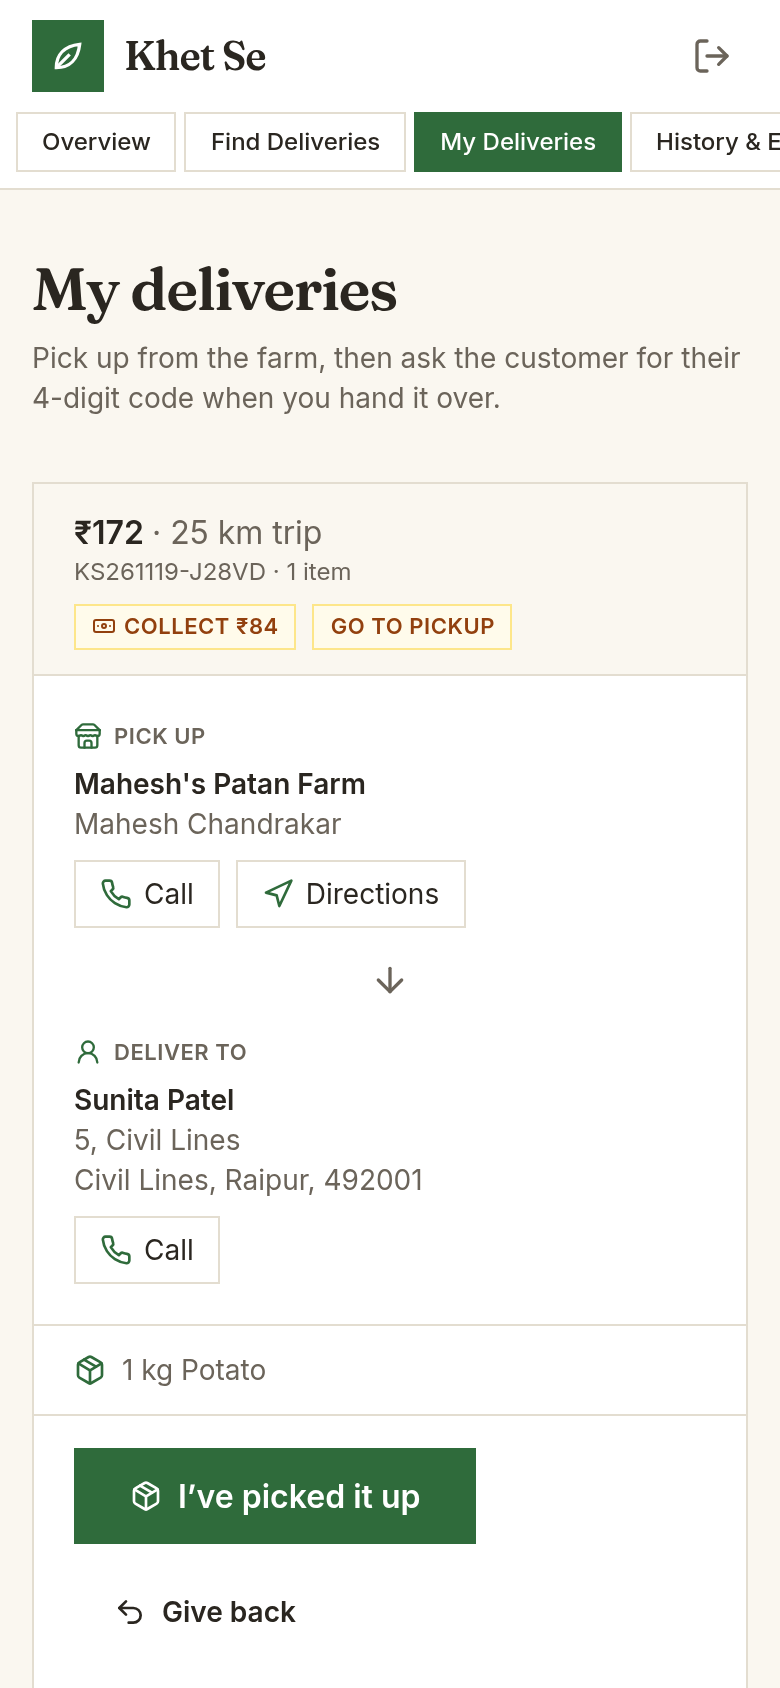 Khet Se
Overview
Find Deliveries
My Deliveries
History & E
My deliveries
Pick up from the farm, then ask the customer for their
4-digit code when you hand it over.
₹172 · 25 km trip
KS261119-J28VD · 1 item
COLLECT ₹84
GO TO PICKUP
PICK UP
Mahesh's Patan Farm
Mahesh Chandrakar
Call
Directions
DELIVER TO
Sunita Patel
5, Civil Lines
Civil Lines, Raipur, 492001
Call
1 kg Potato
I’ve picked it up
Give back